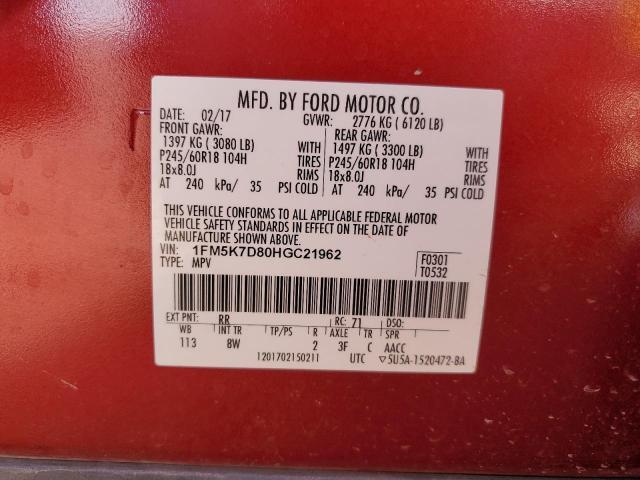 MFD. BY FORD MOTOR CO.
DATE: 02/17 GVWR: 2776 KG ( 6120 LB)
FRONT GAWR: REAR GAWR:
1397 KG ( 3080 LB) WITH 1497 KG ( 3300 LB) WITH
P245/60R18 104H TIRES P245/60R18 104H TIRES
18x8.0J RIMS 18x8.0J RIMS
AT 240 kPa/ 35 PSI COLD AT 240 kPa/ 35 PSI COLD
THIS VEHICLE CONFORMS TO ALL APPLICABLE FEDERAL MOTOR
VEHICLE SAFETY STANDARDS IN EFFECT ON THE DATE OF
MANUFACTURE SHOWN ABOVE.
VIN: 1FM5K7D80HGC21962 F0301
TYPE: MPV T0532
EXT PNT: RR RC: 71 DSO:
WB INT TR TP/PS R AXLE TR SPR
113 8W 2 3F C AACC
1201702150211 UTC ▽5U5A-1520472-BA